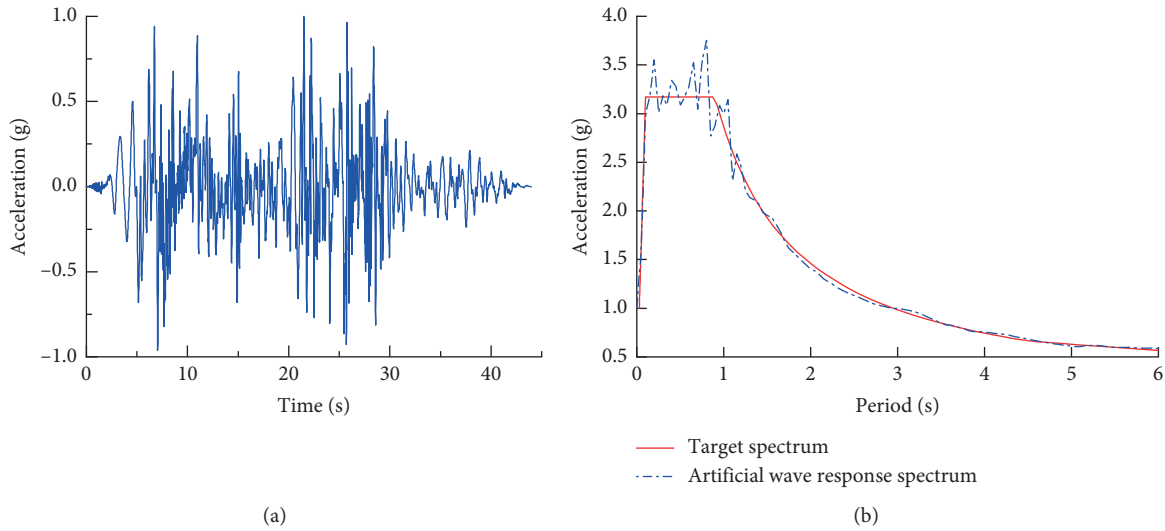 1.0
0.5
0.0
−0.5
−1.0
Acceleration (g)
0 10 20 30 40
Time (s)
(a)
4.0
3.5
3.0
2.5
2.0
1.5
1.0
0.5
Acceleration (g)
0 1 2 3 4 5 6
Period (s)
Target spectrum
Artificial wave response spectrum
(b)